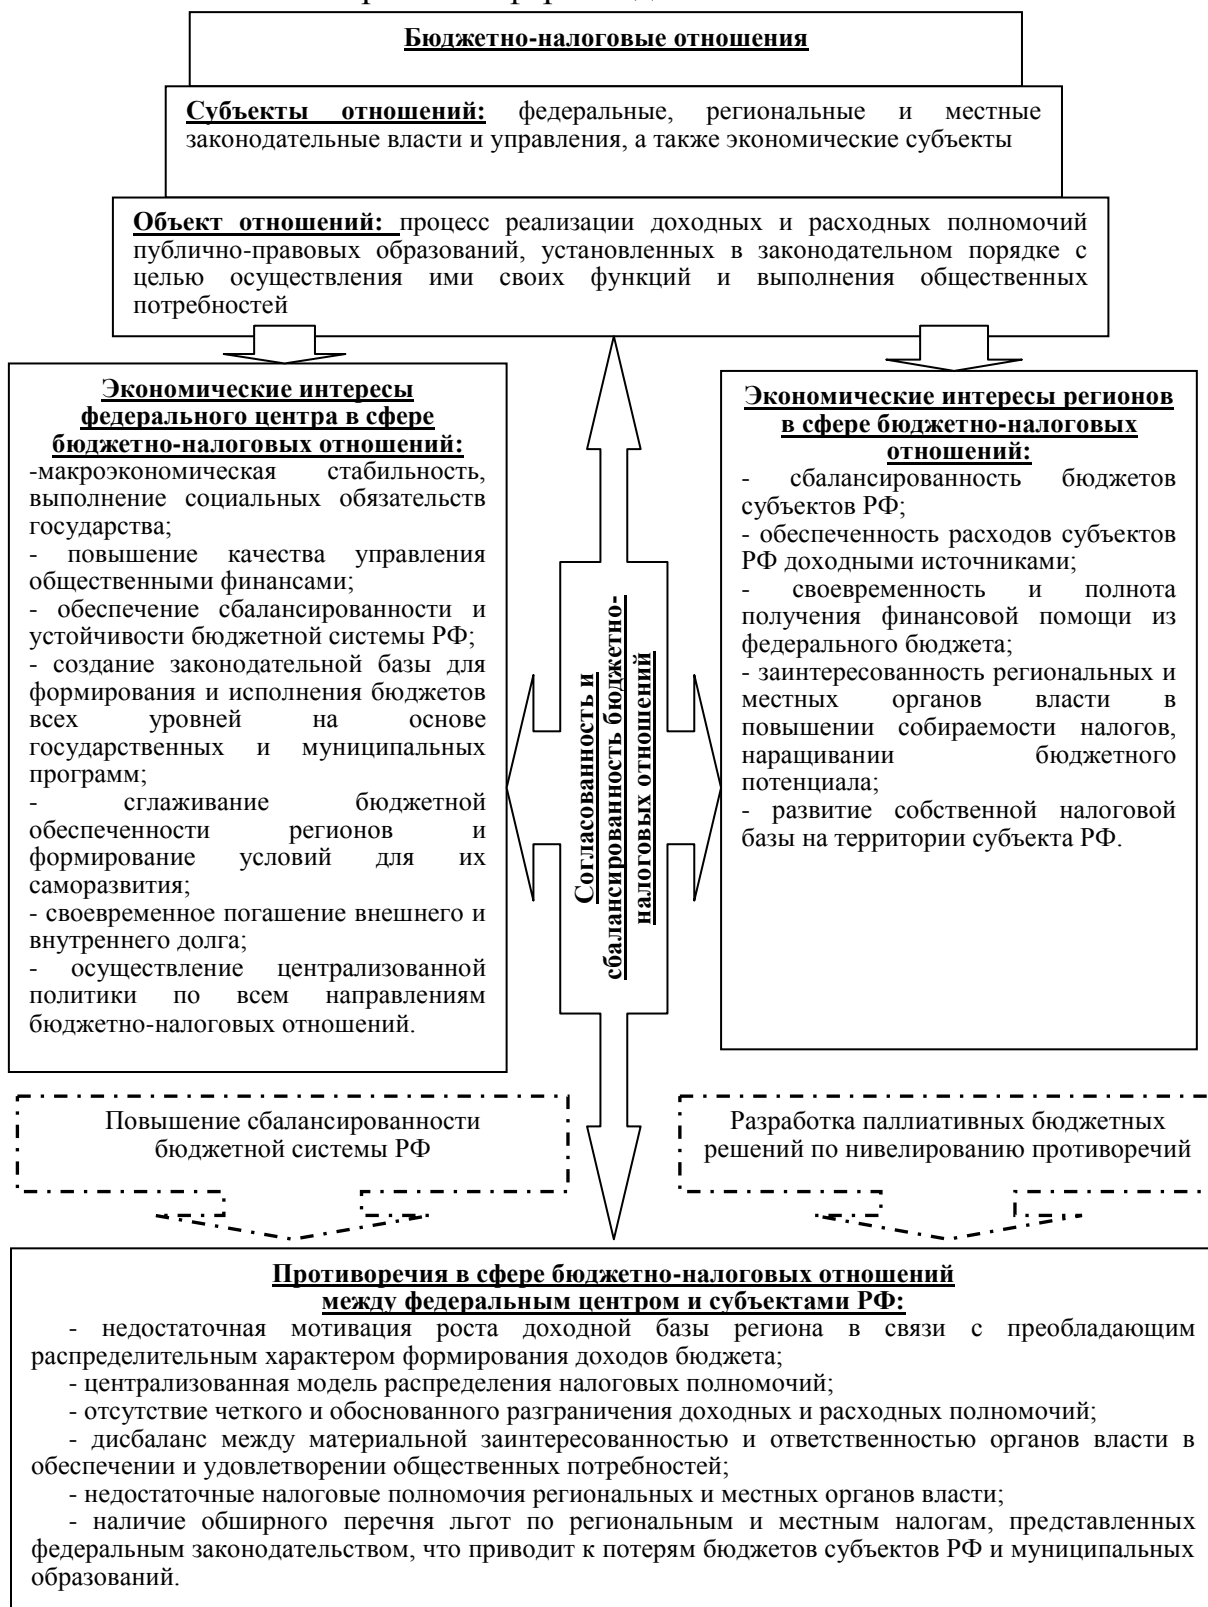 Бюджетно-налоговые отношения
Субъекты отношений: федеральные, региональные и местные
законодательные власти и управления, а также экономические субъекты
Объект отношений: процесс реализации доходных и расходных полномочий
публично-правовых образований, установленных в законодательном порядке с
целью осуществления ими своих функций и выполнения общественных
потребностей
Экономические интересы
федерального центра в сфере
бюджетно-налоговых отношений:
-макроэкономическая стабильность,
выполнение социальных обязательств
государства;
- повышение качества управления
общественными финансами;
- обеспечение сбалансированности и
устойчивости бюджетной системы РФ;
- создание законодательной базы для
формирования и исполнения бюджетов
всех уровней на основе
государственных и муниципальных
программ;
- сглаживание бюджетной
обеспеченности регионов и
формирование условий для их
саморазвития;
- своевременное погашение внешнего и
внутреннего долга;
- осуществление централизованной
политики по всем направлениям
бюджетно-налоговых отношений.
Согласованность и
сбалансированность бюджетно-
налоговых отношений
Экономические интересы регионов
в сфере бюджетно-налоговых
отношений:
- сбалансированность бюджетов
субъектов РФ;
- обеспеченность расходов субъектов
РФ доходными источниками;
- своевременность и полнота
получения финансовой помощи из
федерального бюджета;
- заинтересованность региональных и
местных органов власти в
повышении собираемости налогов,
наращивании бюджетного
потенциала;
- развитие собственной налоговой
базы на территории субъекта РФ.
Повышение сбалансированности
бюджетной системы РФ
Разработка паллиативных бюджетных
решений по нивелированию противоречий
Противоречия в сфере бюджетно-налоговых отношений
между федеральным центром и субъектами РФ:
- недостаточная мотивация роста доходной базы региона в связи с преобладающим
распределительным характером формирования доходов бюджета;
- централизованная модель распределения налоговых полномочий;
- отсутствие четкого и обоснованного разграничения доходных и расходных полномочий;
- дисбаланс между материальной заинтересованностью и ответственностью органов власти в
обеспечении и удовлетворении общественных потребностей;
- недостаточные налоговые полномочия региональных и местных органов власти;
- наличие обширного перечня льгот по региональным и местным налогам, представленных
федеральным законодательством, что приводит к потерям бюджетов субъектов РФ и муниципальных
образований.